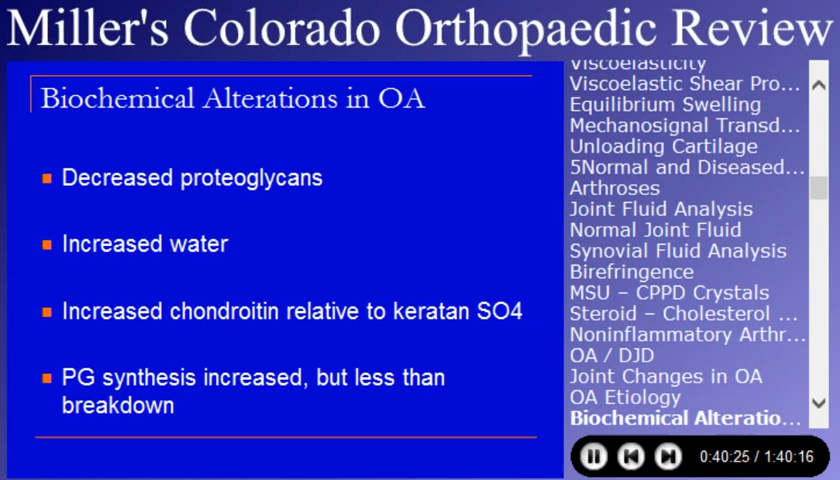 Miller's Colorado Orthopaedic Review
Biochemical Alterations in OA
Decreased proteoglycans
Increased water
Increased chondroitin relative to keratan SO4
PG synthesis increased, but less than
breakdown
Viscoelasticity
Viscoelastic Shear Pro...
Equilibrium Swelling
Mechanosignal Transd...
Unloading Cartilage
5Normal and Diseased...
Arthroses
Joint Fluid Analysis
Normal Joint Fluid
Synovial Fluid Analysis
Birefringence
MSU – CPPD Crystals
Steroid – Cholesterol ...
Noninflammatory Arthr...
OA / DJD
Joint Changes in OA
OA Etiology
Biochemical Alteratio...
0:40:25 / 1:40:16